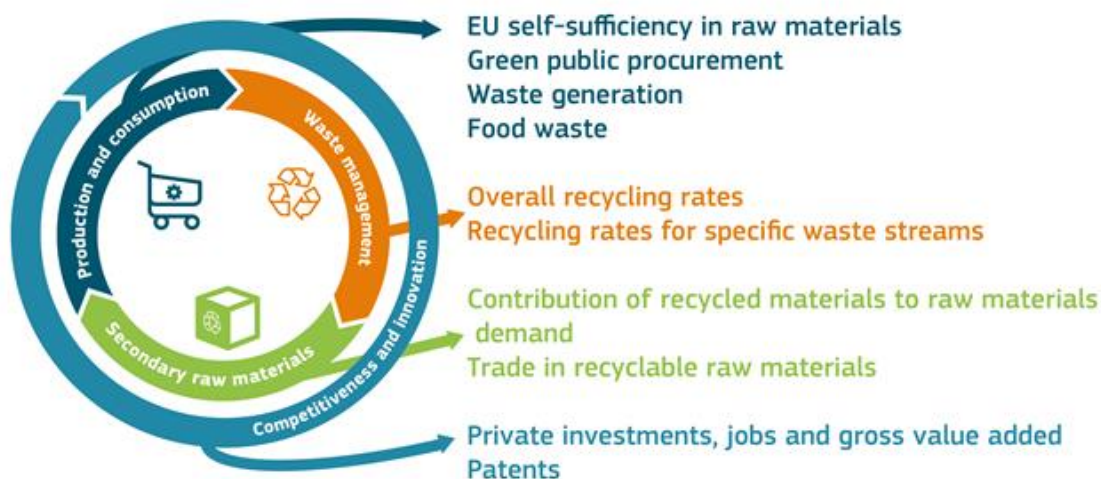 EU self-sufficiency in raw materials
Green public procurement
Waste generation
Food waste
Production and consumption
Waste management
Overall recycling rates
Recycling rates for specific waste streams
Contribution of recycled materials to raw materials
demand
Trade in recyclable raw materials
Secondary raw materials
Competitiveness and innovation
Private investments, jobs and gross value added
Patents